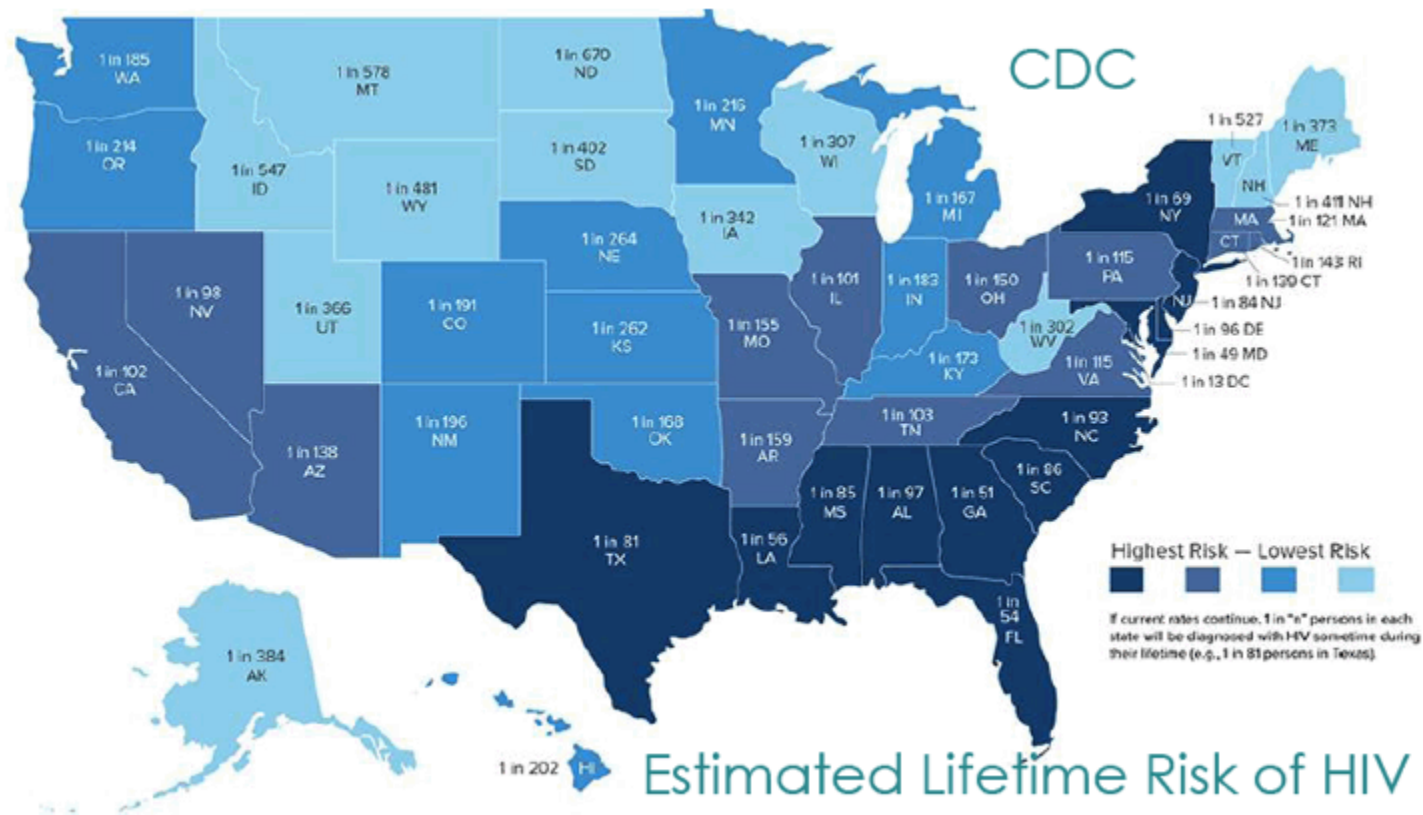 CDC
1 in 185
WA
1 in 578
MT
1 in 670
ND
1 in 216
MN
1 in 527
VT
1 in 373
ME
1 in 214
OR
1 in 547
ID
1 in 481
WY
1 in 402
SD
1 in 307
WI
1 in 167
MI
1 in 69
NY
NH
1 in 411 NH
MA
1 in 121 MA
CT
1 in 143 RI
1 in 139 CT
1 in 342
IA
1 in 264
NE
1 in 98
NV
1 in 366
UT
1 in 191
CO
1 in 101
IL
1 in 183
IN
1 in 150
OH
1 in 115
PA
NJ
1 in 84 NJ
1 in 96 DE
1 in 49 MD
1 in 13 DC
1 in 102
CA
1 in 262
KS
1 in 155
MO
1 in 173
KY
1 in 302
WV
1 in 115
VA
1 in 138
AZ
1 in 196
NM
1 in 168
OK
1 in 159
AR
1 in 103
TN
1 in 93
NC
1 in 86
SC
1 in 81
TX
1 in 56
LA
1 in 85
MS
1 in 97
AL
1 in 51
GA
1 in
54
FL
Highest Risk — Lowest Risk
If current rates continue, 1 in "n" persons in each
state will be diagnosed with HIV sometime during
their lifetime (e.g., 1 in 81 persons in Texas).
1 in 384
AK
1 in 202
HI
Estimated Lifetime Risk of HIV